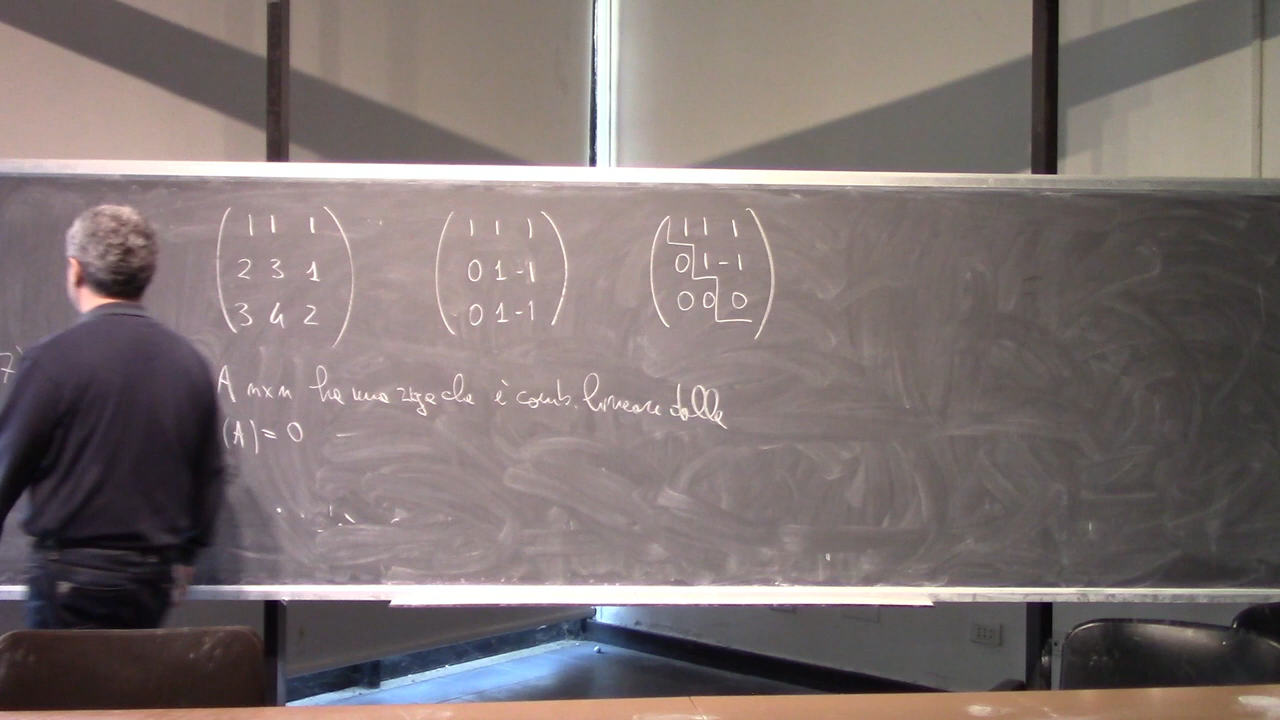 1 1 1 1 1 1 1 1 1
2 3 1 0 1 -1 0 1 -1
3 4 2 0 1 -1 0 0 0
7) A m×m ha una riga che è comb. lineare delle
(A) = 0